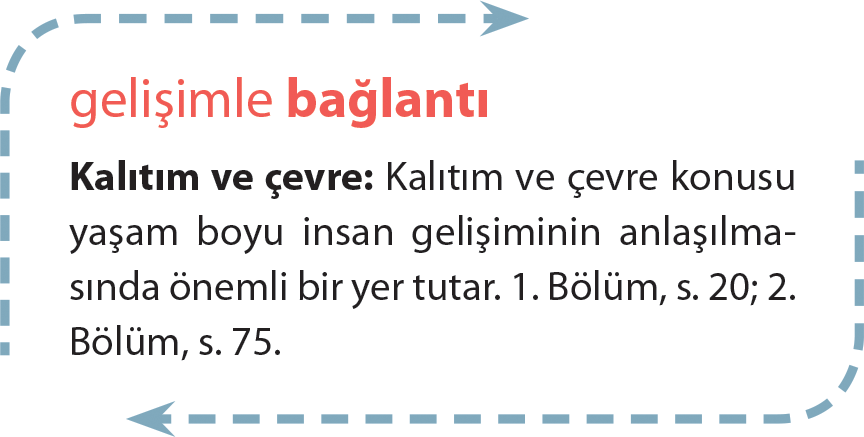 gelişimle bağlantı
Kalıtım ve çevre: Kalıtım ve çevre konusu
yaşam boyu insan gelişiminin anlaşılma-
sında önemli bir yer tutar. 1. Bölüm, s. 20; 2.
Bölüm, s. 75.